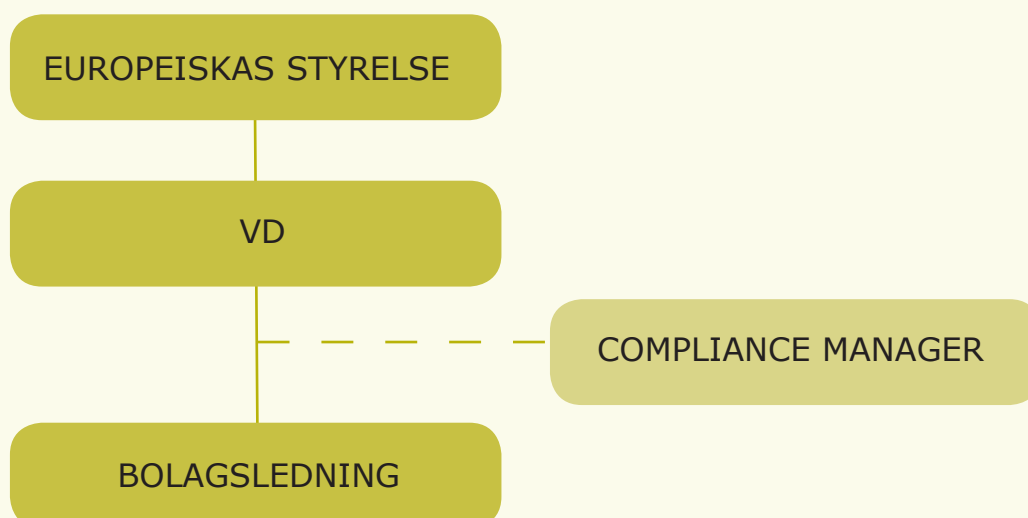 EUROPEISKAS STYRELSE
VD
COMPLIANCE MANAGER
BOLAGSLEDNING